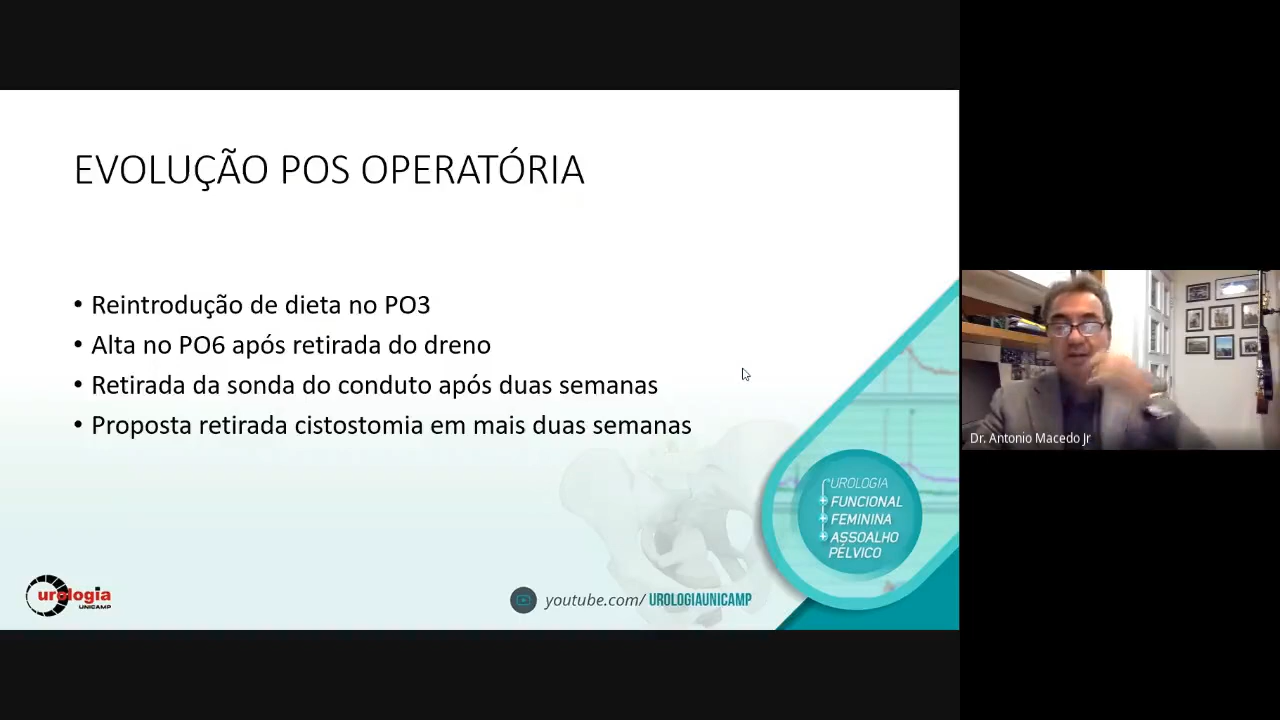 EVOLUÇÃO POS OPERATÓRIA
• Reintrodução de dieta no PO3
• Alta no PO6 após retirada do dreno
• Retirada da sonda do conduto após duas semanas
• Proposta retirada cistostomia em mais duas semanas
UROLOGIA
FUNCIONAL
FEMININA
ASSOALHO
PÉLVICO
urologia
UNICAMP
youtube.com/ UROLOGIAUNICAMP
Dr. Antonio Macedo Jr